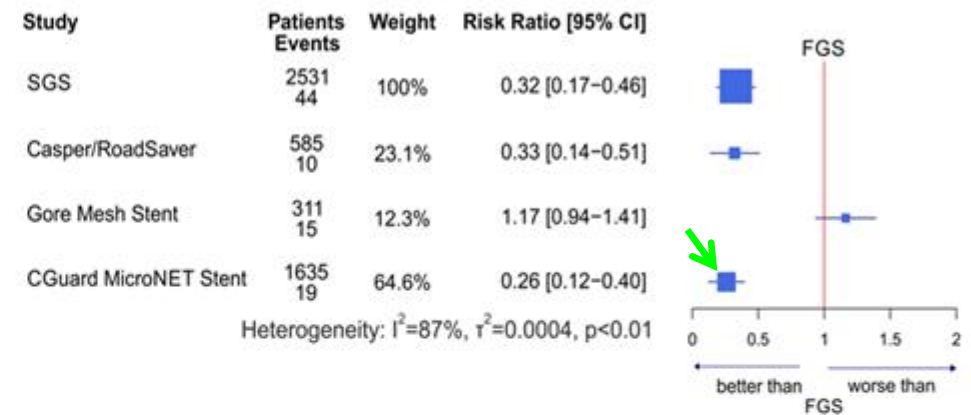 Study Patients Events Weight Risk Ratio [95% CI]
FGS
SGS 2531 44 100% 0.32 [0.17−0.46]
Casper/RoadSaver 585 10 23.1% 0.33 [0.14−0.51]
Gore Mesh Stent 311 15 12.3% 1.17 [0.94−1.41]
CGuard MicroNET Stent 1635 19 64.6% 0.26 [0.12−0.40]
Heterogeneity: I²=87%, τ²=0.0004, p<0.01
0 0.5 1 1.5 2
better than worse than
FGS